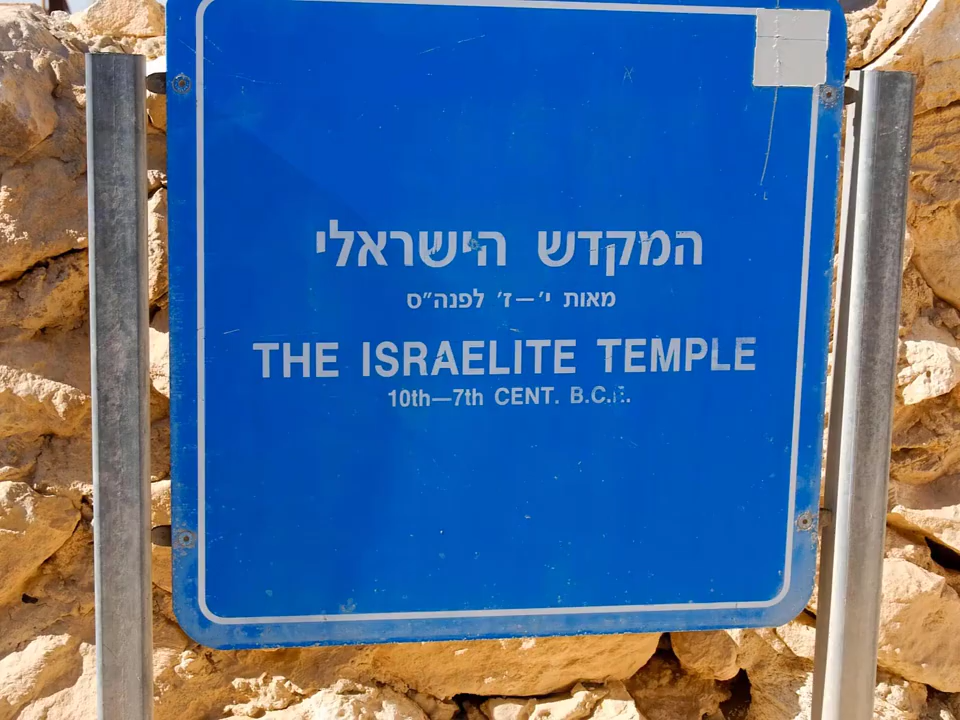 המקדש הישראלי
מאות י׳–ז׳ לפנה״ס
THE ISRAELITE TEMPLE
10th—7th CENT. B.C.E.